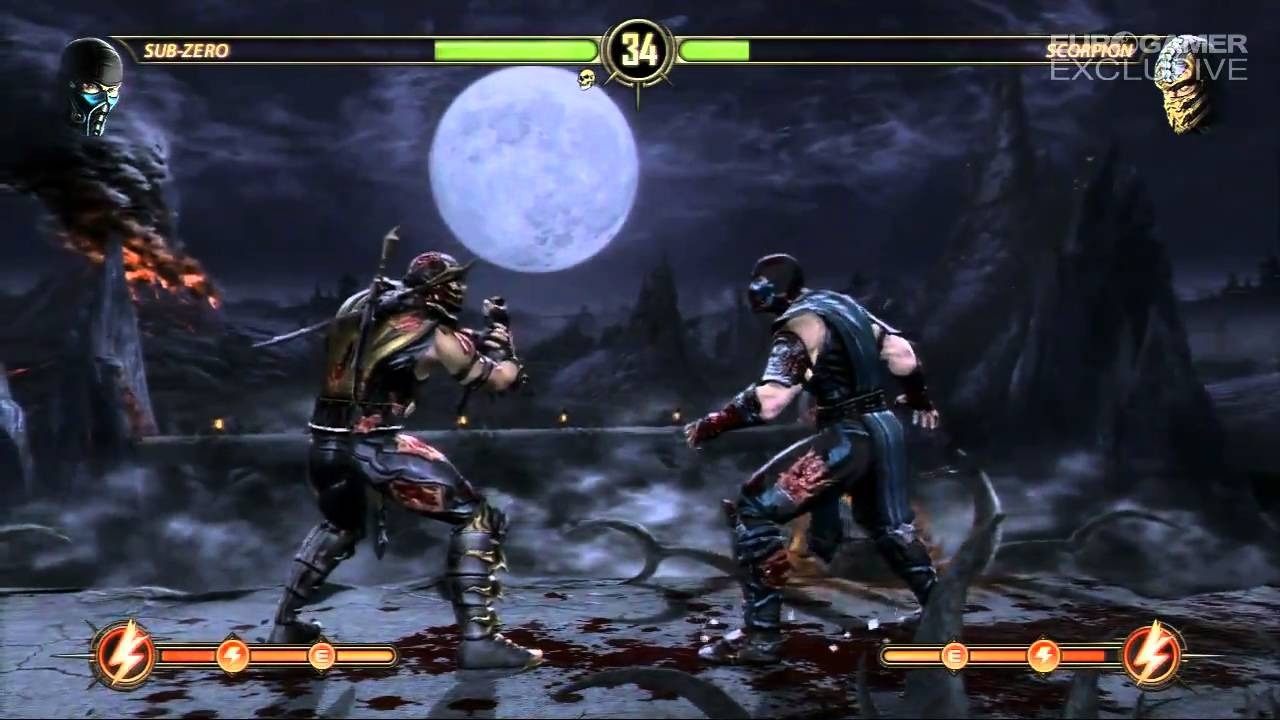 SUB-ZERO
34
SCORPION
EUROGAMER
EXCLUSIVE
E
E